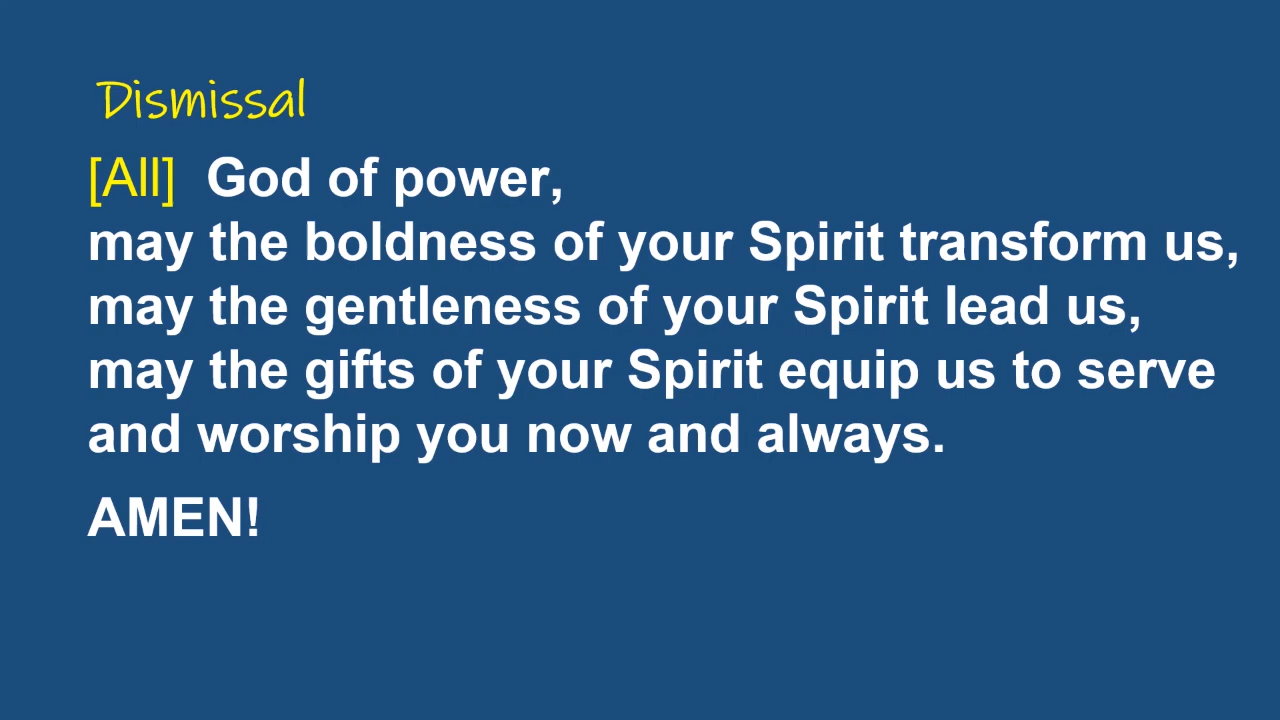 Dismissal
[All] God of power,
may the boldness of your Spirit transform us,
may the gentleness of your Spirit lead us,
may the gifts of your Spirit equip us to serve
and worship you now and always.
AMEN!